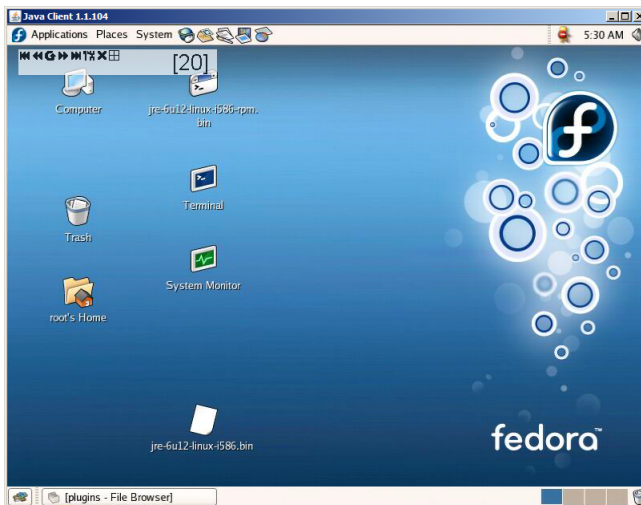 Java Client 1.1.104
Applications Places System
5:30 AM
[20]
Computer
jre-6u12-linux-i586-rpm.
bin
Terminal
Trash
System Monitor
root's Home
jre-6u12-linux-i586.bin
fedora™
[plugins - File Browser]